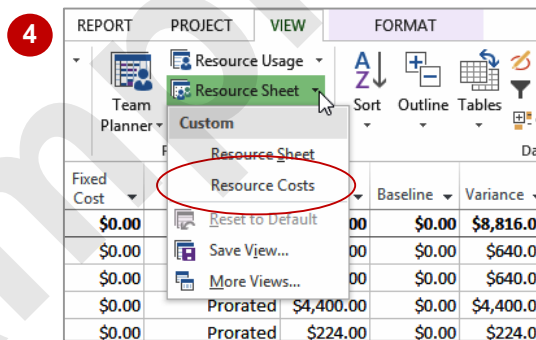 4
REPORT PROJECT VIEW FORMAT
Resource Usage
Resource Sheet
Team
Planner
Sort Outline Tables
Custom
Resource Sheet
Resource Costs
Reset to Default
Save View...
More Views...
Fixed
Cost Baseline Variance
$0.00 00 $0.00 $8,816.0
$0.00 00 $0.00 $640.0
$0.00 00 $0.00 $640.0
$0.00 Prorated $4,400.00 $0.00 $4,400.0
$0.00 Prorated $224.00 $0.00 $224.0